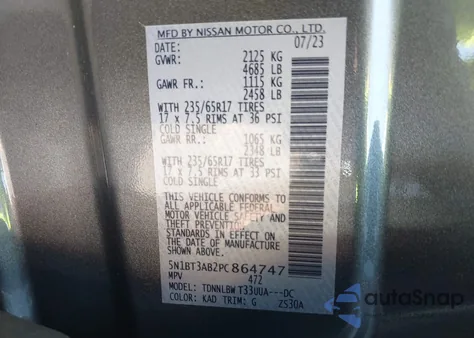 MFD BY NISSAN MOTOR CO., LTD.
DATE: 07/23
GVWR: 2125 KG
4685 LB
GAWR FR.: 1115 KG
2458 LB
WITH 235/65R17 TIRES
17 x 7.5 RIMS AT 36 PSI
COLD SINGLE
GAWR RR.: 1065 KG
2348 LB
WITH 235/65R17 TIRES
17 x 7.5 RIMS AT 33 PSI
COLD SINGLE
THIS VEHICLE CONFORMS TO
ALL APPLICABLE FEDERAL
MOTOR VEHICLE SAFETY AND
THEFT PREVENTION
STANDARDS IN EFFECT ON
THE DATE OF MANUFACTURE
SHOWN ABOVE.
5N1BT3AB2PC864747
MPV 472
MODEL: TDNNLBW T33UUA---DC
COLOR: KAD TRIM: G 2530A
autoSnap